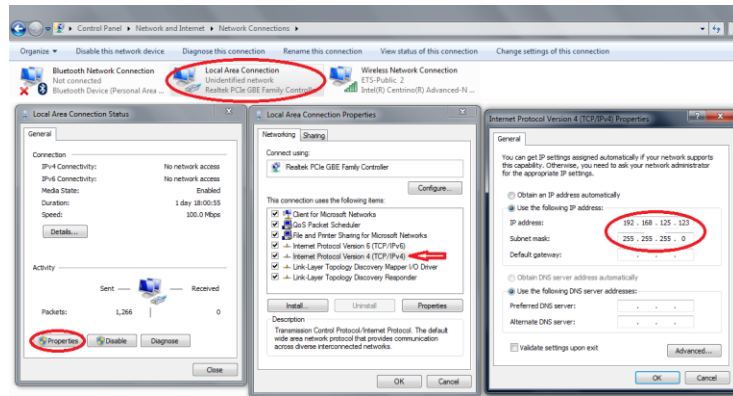 Control Panel ▸ Network and Internet ▸ Network Connections ▸
Organize ▾ Disable this network device Diagnose this connection Rename this connection View status of this connection Change settings of this connection
Bluetooth Network Connection
Not connected
Bluetooth Device (Personal Area ...
Local Area Connection
Unidentified network
Realtek PCIe GBE Family Controller
Wireless Network Connection
ETS-Public 2
Intel(R) Centrino(R) Advanced-N ...
Local Area Connection Status
General
Connection
IPv4 Connectivity: No network access
IPv6 Connectivity: No network access
Media State: Enabled
Duration: 1 day 18:00:55
Speed: 100.0 Mbps
Details...
Activity
Sent Received
Packets: 1,266 0
Properties Disable Diagnose
Close
Local Area Connection Properties
Networking Sharing
Connect using:
Realtek PCIe GBE Family Controller
Configure...
This connection uses the following items:
Client for Microsoft Networks
QoS Packet Scheduler
File and Printer Sharing for Microsoft Networks
Internet Protocol Version 6 (TCP/IPv6)
Internet Protocol Version 4 (TCP/IPv4)
Link-Layer Topology Discovery Mapper I/O Driver
Link-Layer Topology Discovery Responder
Install... Uninstall Properties
Description
Transmission Control Protocol/Internet Protocol. The default
wide area network protocol that provides communication
across diverse interconnected networks.
OK Cancel
Internet Protocol Version 4 (TCP/IPv4) Properties
General
You can get IP settings assigned automatically if your network supports
this capability. Otherwise, you need to ask your network administrator
for the appropriate IP settings.
Obtain an IP address automatically
Use the following IP address:
IP address: 192 . 168 . 125 . 123
Subnet mask: 255 . 255 . 255 . 0
Default gateway: . . .
Obtain DNS server address automatically
Use the following DNS server addresses:
Preferred DNS server: . . .
Alternate DNS server: . . .
Validate settings upon exit
Advanced...
OK Cancel